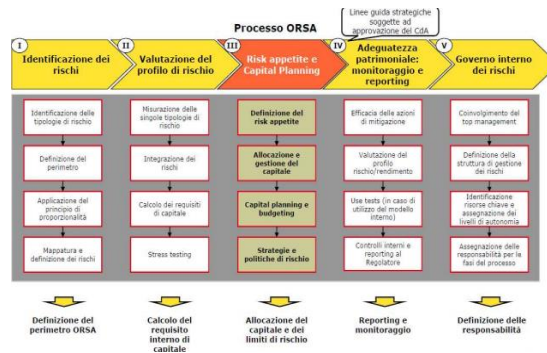 Processo ORSA
Linee guida strategiche
soggette ad
approvazione del CdA
I
Identificazione dei
rischi
II
Valutazione del
profilo di rischio
III
Risk appetite e
Capital Planning
IV
Adeguatezza
patrimoniale:
monitoraggio e
reporting
V
Governo interno
dei rischi
Identificazione delle
tipologie di rischio
Definizione del
perimetro
Applicazione del
principio di
proporzionalità
Mappatura e
definizione dei rischi
Misurazione delle
singole tipologie di
rischio
Integrazione dei
rischi
Calcolo dei requisiti
di capitale
Stress testing
Definizione del
risk appetite
Allocazione e
gestione del
capitale
Capital planning e
budgeting
Strategie e
politiche di rischio
Efficacia delle azioni
di mitigazione
Valutazione del
profilo
rischio/rendimento
Use tests (in caso di
utilizzo del modello
interno)
Controlli interni e
reporting al
Regolatore
Coinvolgimento del
top management
Definizione della
struttura di gestione
dei rischi
Identificazione
risorse chiave e
assegnazione dei
livelli di autonomia
Assegnazione delle
responsabilità per le
fasi del processo
Definizione del
perimetro ORSA
Calcolo del
requisito
interno di
capitale
Allocazione del
capitale e dei
limiti di rischio
Reporting e
monitoraggio
Definizione delle
responsabilità